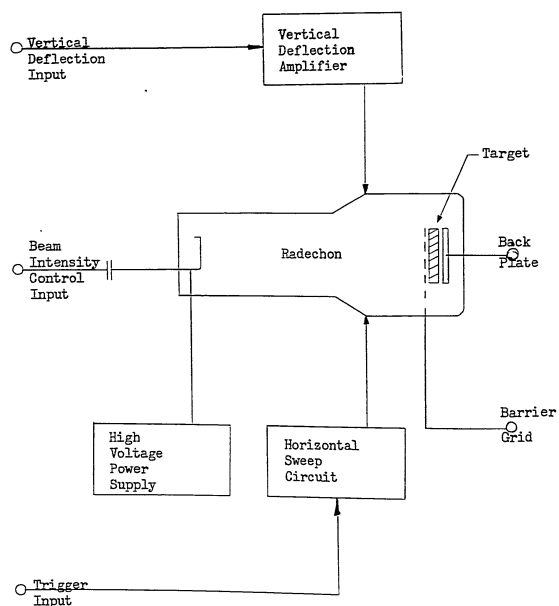 Vertical
Deflection
Input
Vertical
Deflection
Amplifier
Target
Beam
Intensity
Control
Input
Radechon
Back
Plate
High
Voltage
Power
Supply
Horizontal
Sweep
Circuit
Barrier
Grid
Trigger
Input